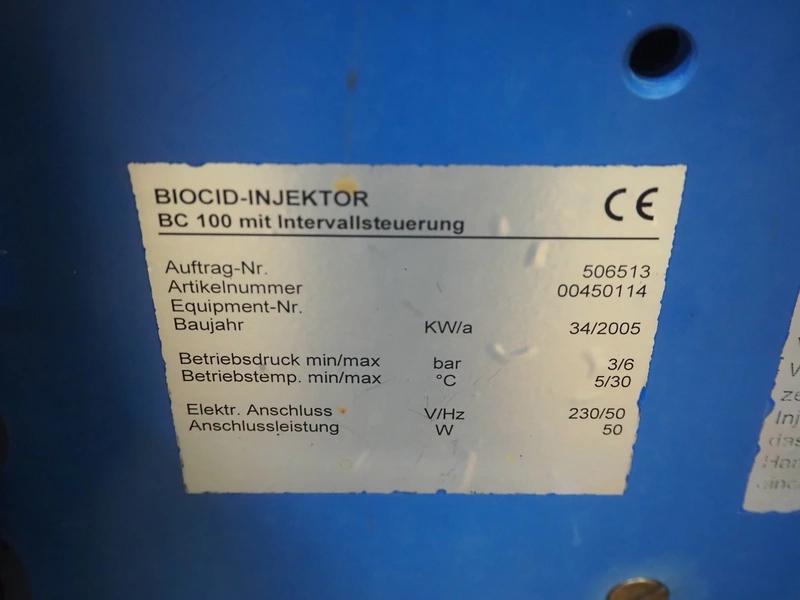 BIOCID-INJEKTOR
CE
BC 100 mit Intervallsteuerung
Auftrag-Nr. 506513
Artikelnummer 00450114
Equipment-Nr.
Baujahr KW/a 34/2005
Betriebsdruck min/max bar 3/6
Betriebstemp. min/max °C 5/30
Elektr. Anschluss V/Hz 230/50
Anschlussleistung W 50